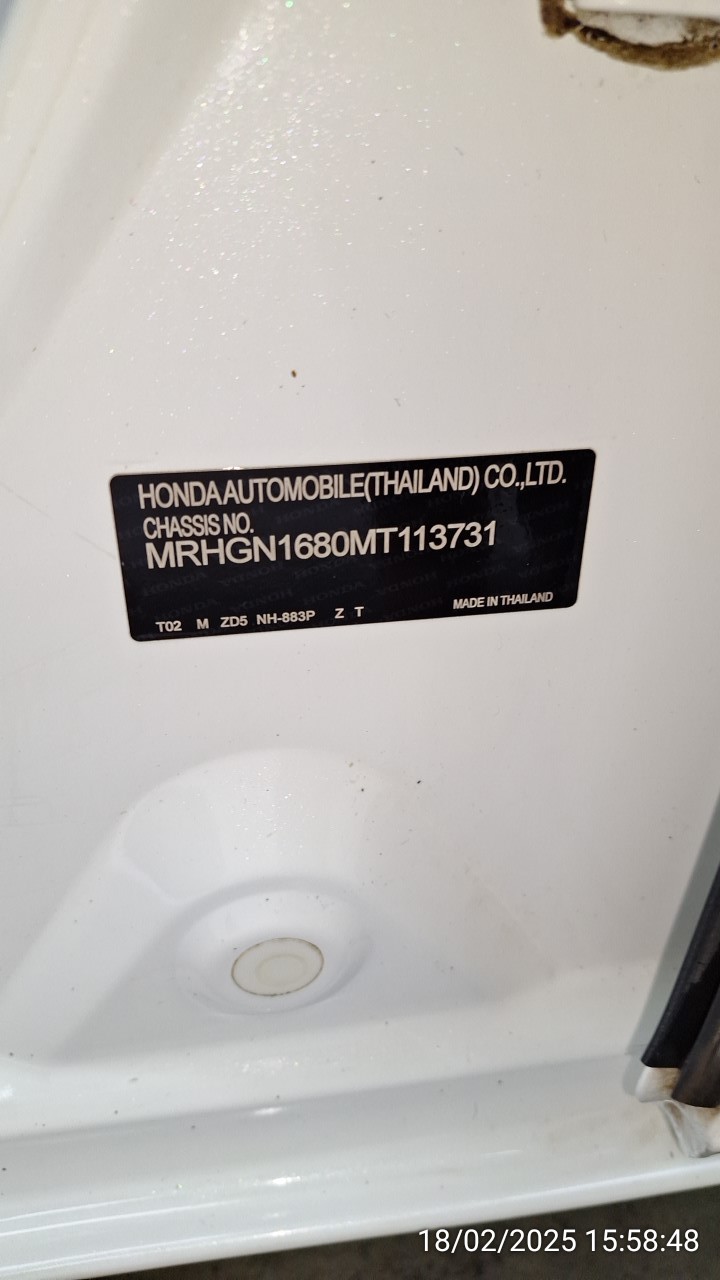 HONDA AUTOMOBILE(THAILAND) CO.,LTD.
CHASSIS NO.
MRHGN1680MT113731
T02 M ZD5 NH-883P Z T MADE IN THAILAND
18/02/2025 15:58:48